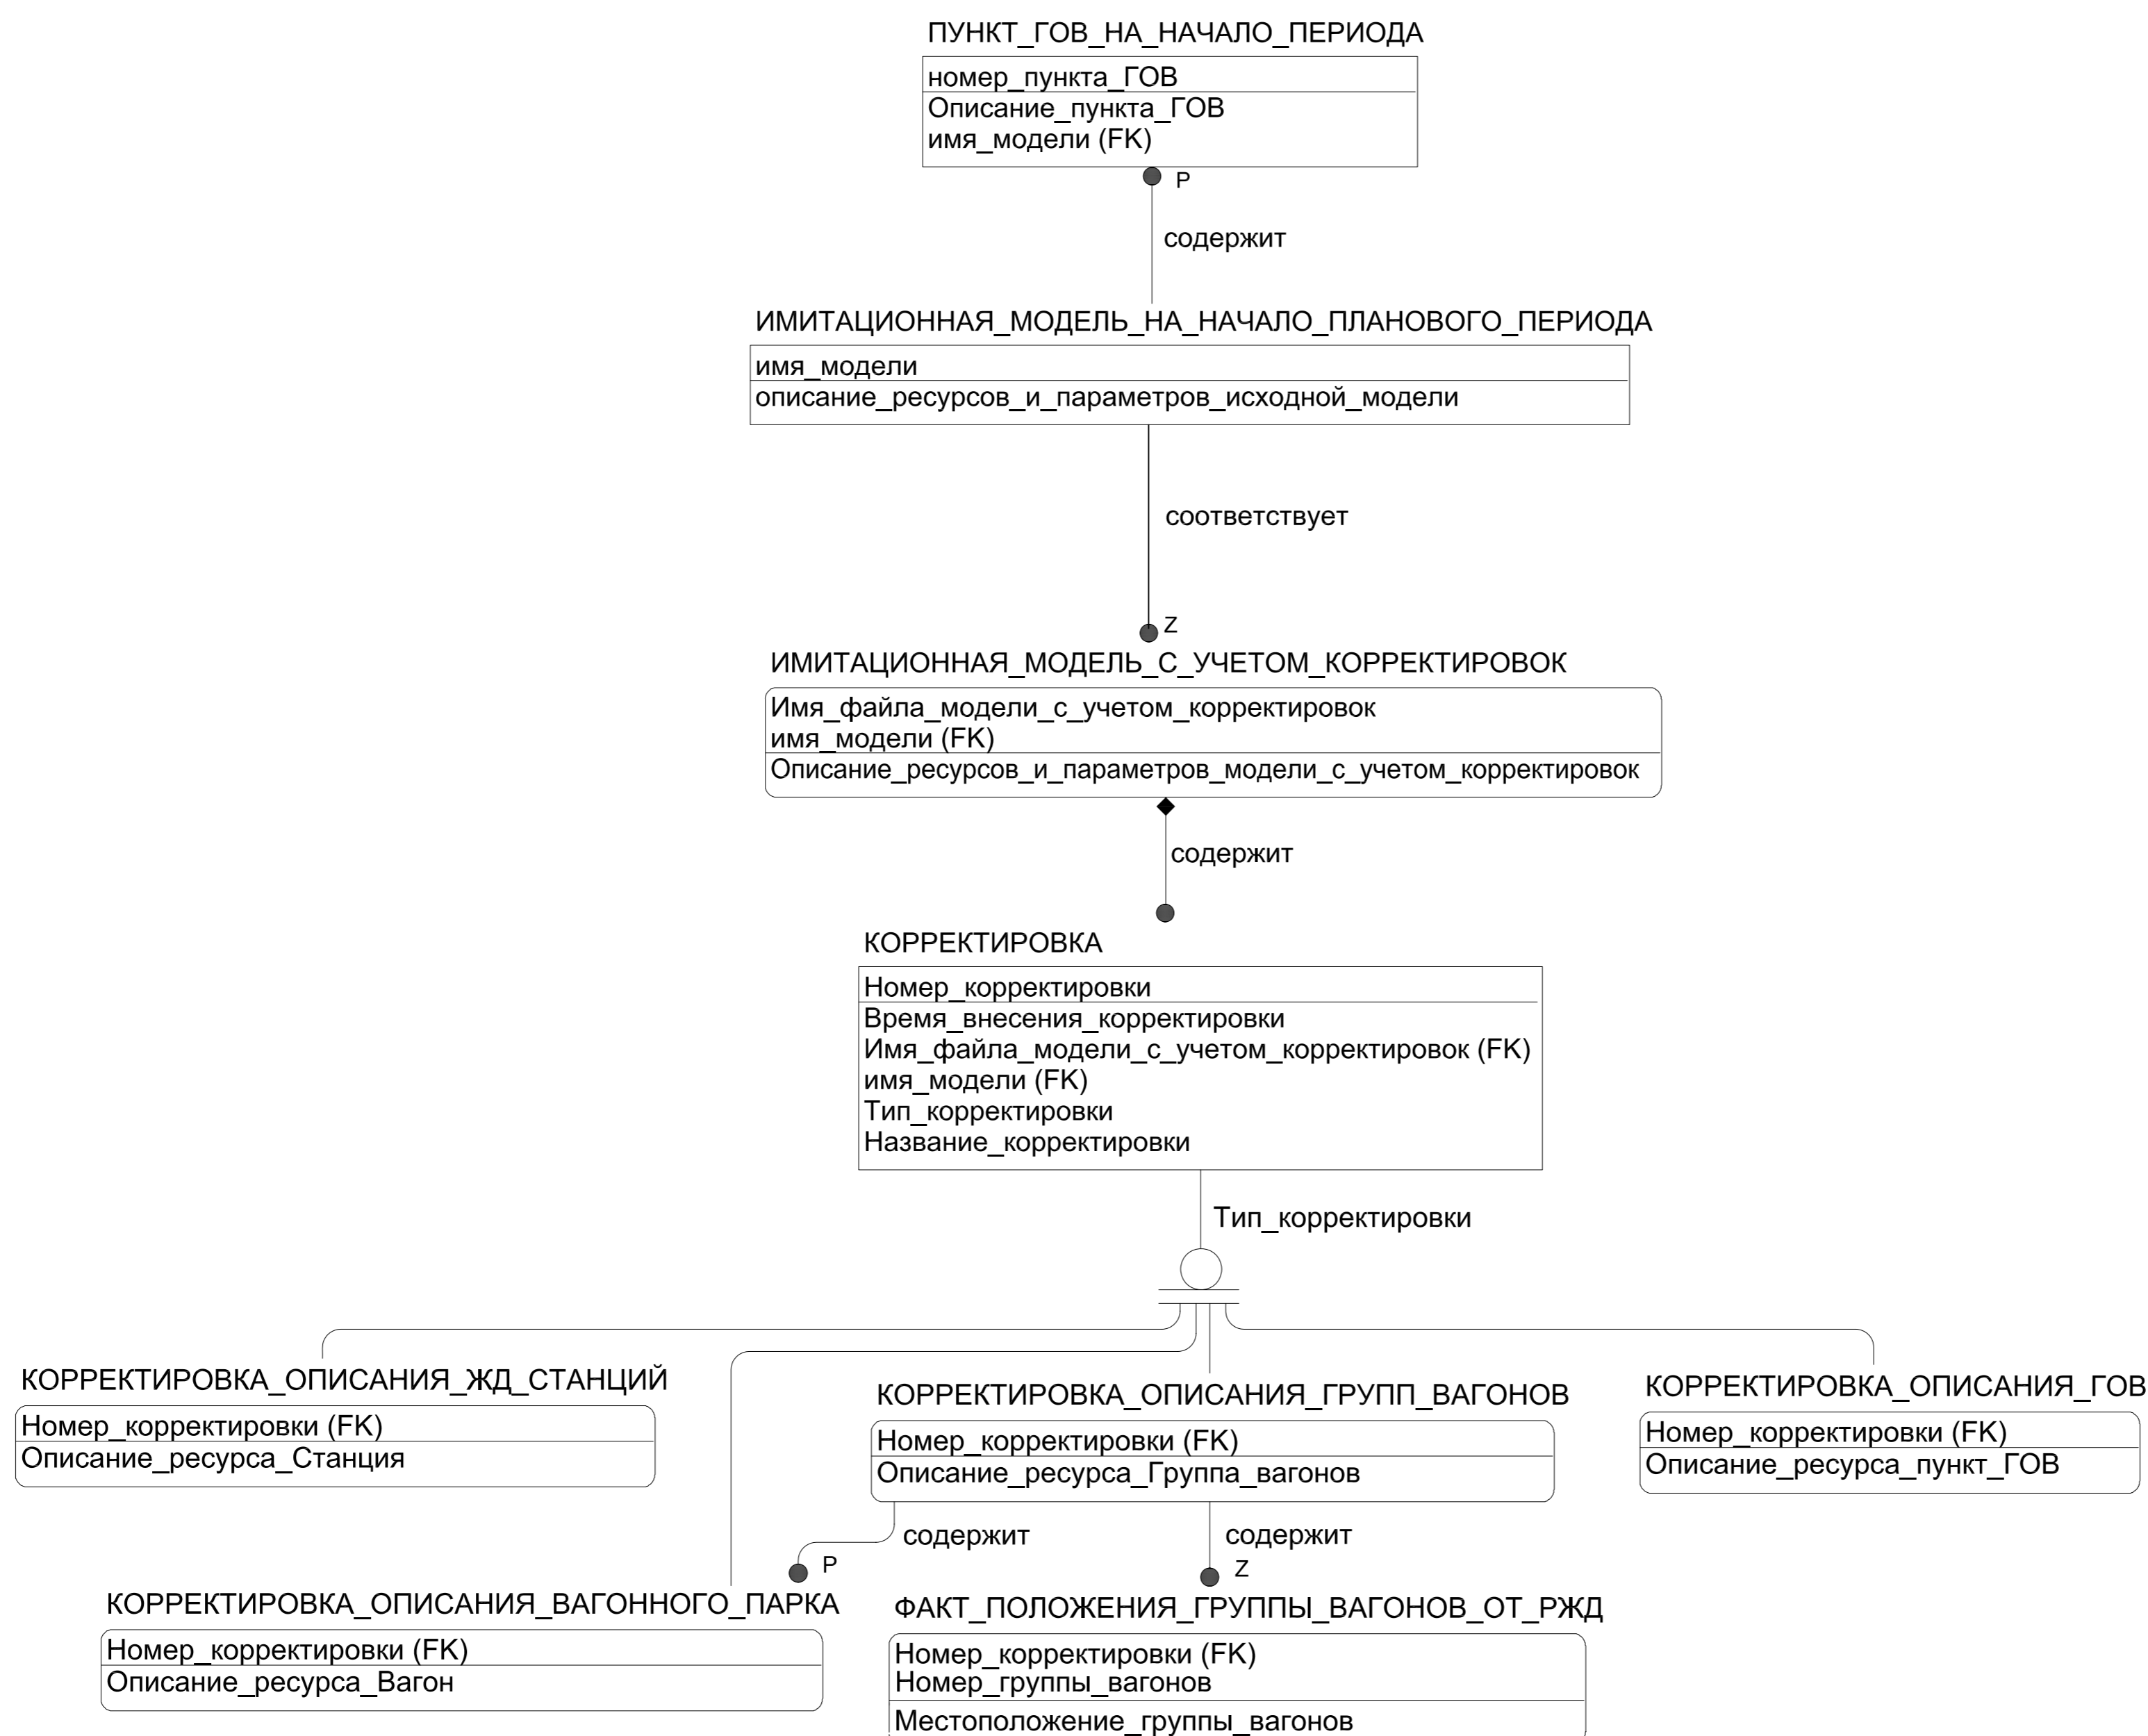 ПУНКТ_ГОВ_НА_НАЧАЛО_ПЕРИОДА
номер_пункта_ГОВ
Описание_пункта_ГОВ
имя_модели (FK)
P
содержит
ИМИТАЦИОННАЯ_МОДЕЛЬ_НА_НАЧАЛО_ПЛАНОВОГО_ПЕРИОДА
имя_модели
описание_ресурсов_и_параметров_исходной_модели
соответствует
Z
ИМИТАЦИОННАЯ_МОДЕЛЬ_С_УЧЕТОМ_КОРРЕКТИРОВОК
Имя_файла_модели_с_учетом_корректировок
имя_модели (FK)
Описание_ресурсов_и_параметров_модели_с_учетом_корректировок
содержит
КОРРЕКТИРОВКА
Номер_корректировки
Время_внесения_корректировки
Имя_файла_модели_с_учетом_корректировок (FK)
имя_модели (FK)
Тип_корректировки
Название_корректировки
Тип_корректировки
КОРРЕКТИРОВКА_ОПИСАНИЯ_ЖД_СТАНЦИЙ
Номер_корректировки (FK)
Описание_ресурса_Станция
КОРРЕКТИРОВКА_ОПИСАНИЯ_ГРУПП_ВАГОНОВ
Номер_корректировки (FK)
Описание_ресурса_Группа_вагонов
КОРРЕКТИРОВКА_ОПИСАНИЯ_ГОВ
Номер_корректировки (FK)
Описание_ресурса_пункт_ГОВ
содержит
P
содержит
Z
КОРРЕКТИРОВКА_ОПИСАНИЯ_ВАГОННОГО_ПАРКА
Номер_корректировки (FK)
Описание_ресурса_Вагон
ФАКТ_ПОЛОЖЕНИЯ_ГРУППЫ_ВАГОНОВ_ОТ_РЖД
Номер_корректировки (FK)
Номер_группы_вагонов
Местоположение_группы_вагонов